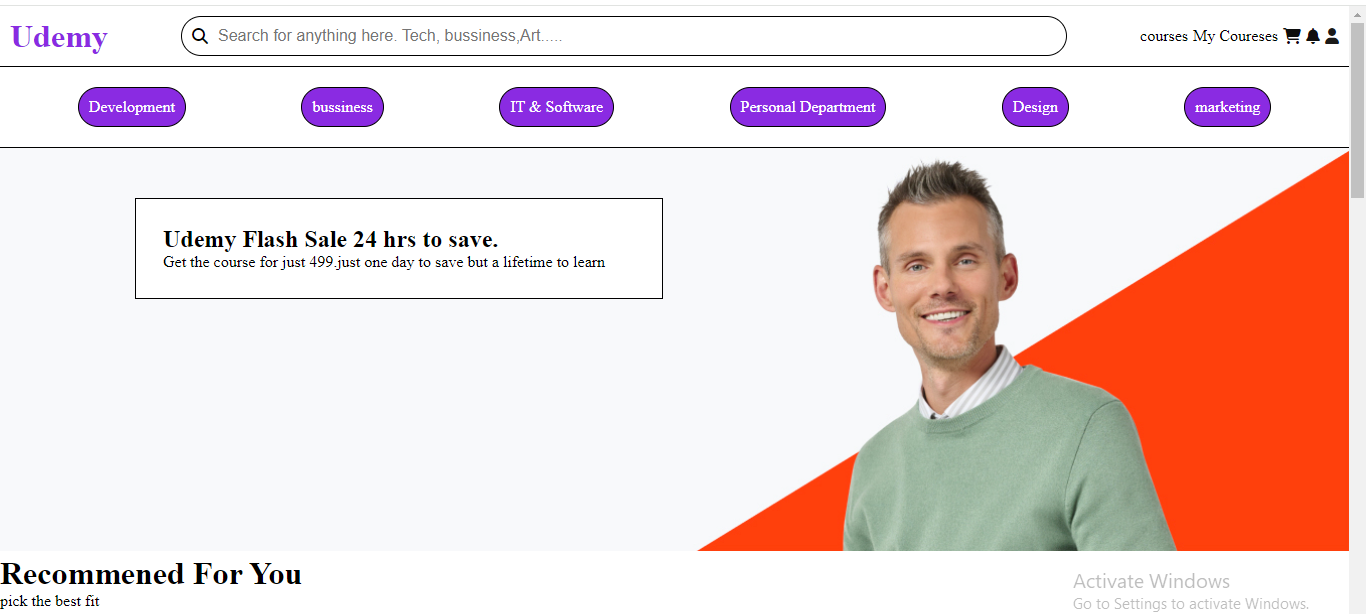 Udemy
Search for anything here. Tech, bussiness,Art.....
courses My Coureses
Development
bussiness
IT & Software
Personal Department
Design
marketing
Udemy Flash Sale 24 hrs to save.
Get the course for just 499.just one day to save but a lifetime to learn
Recommened For You
pick the best fit
Activate Windows
Go to Settings to activate Windows.